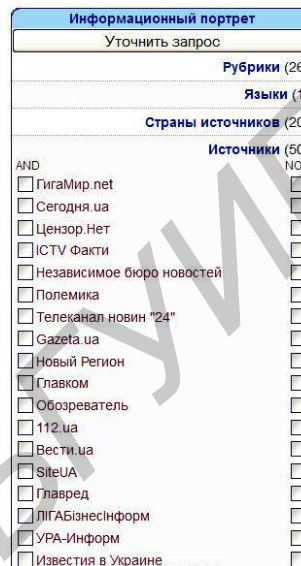 Информационный портрет
Уточнить запрос
Рубрики (26
Языки (1
Страны источников (20
Источники (50
AND NO
ГигаМир.net
Сегодня.ua
Цензор.Нет
ICTV Факти
Независимое бюро новостей
Полемика
Телеканал новин "24"
Gazeta.ua
Новый Регион
Главком
Обозреватель
112.ua
Вести.ua
SiteUA
Главред
ЛІГАБізнесІнформ
УРА-Информ
Известия в Украине